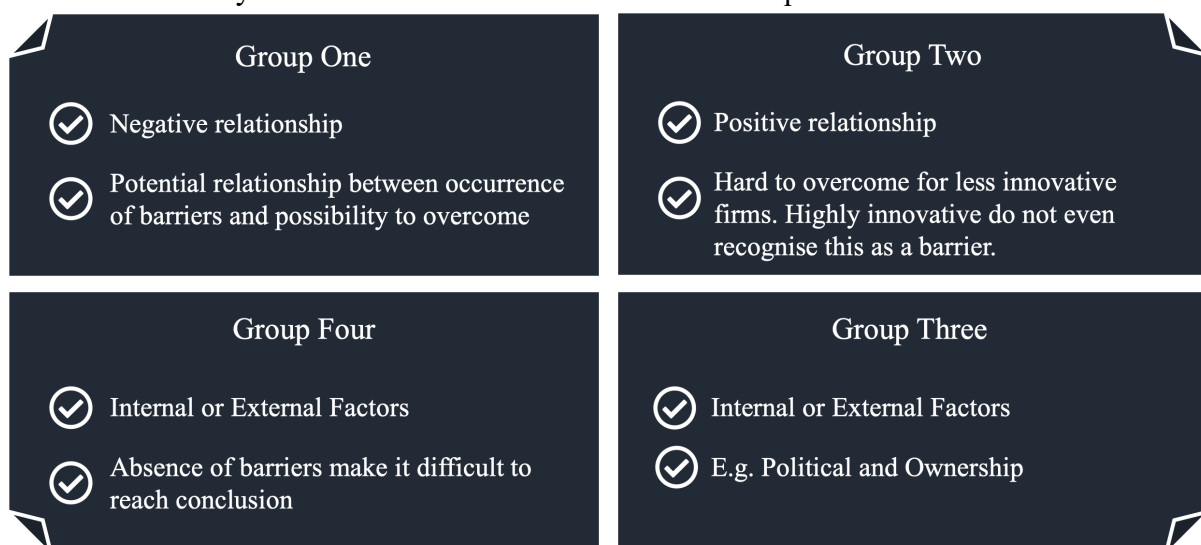 Group One
Negative relationship
Potential relationship between occurrence
of barriers and possibility to overcome
Group Two
Positive relationship
Hard to overcome for less innovative
firms. Highly innovative do not even
recognise this as a barrier.
Group Four
Internal or External Factors
Absence of barriers make it difficult to
reach conclusion
Group Three
Internal or External Factors
E.g. Political and Ownership